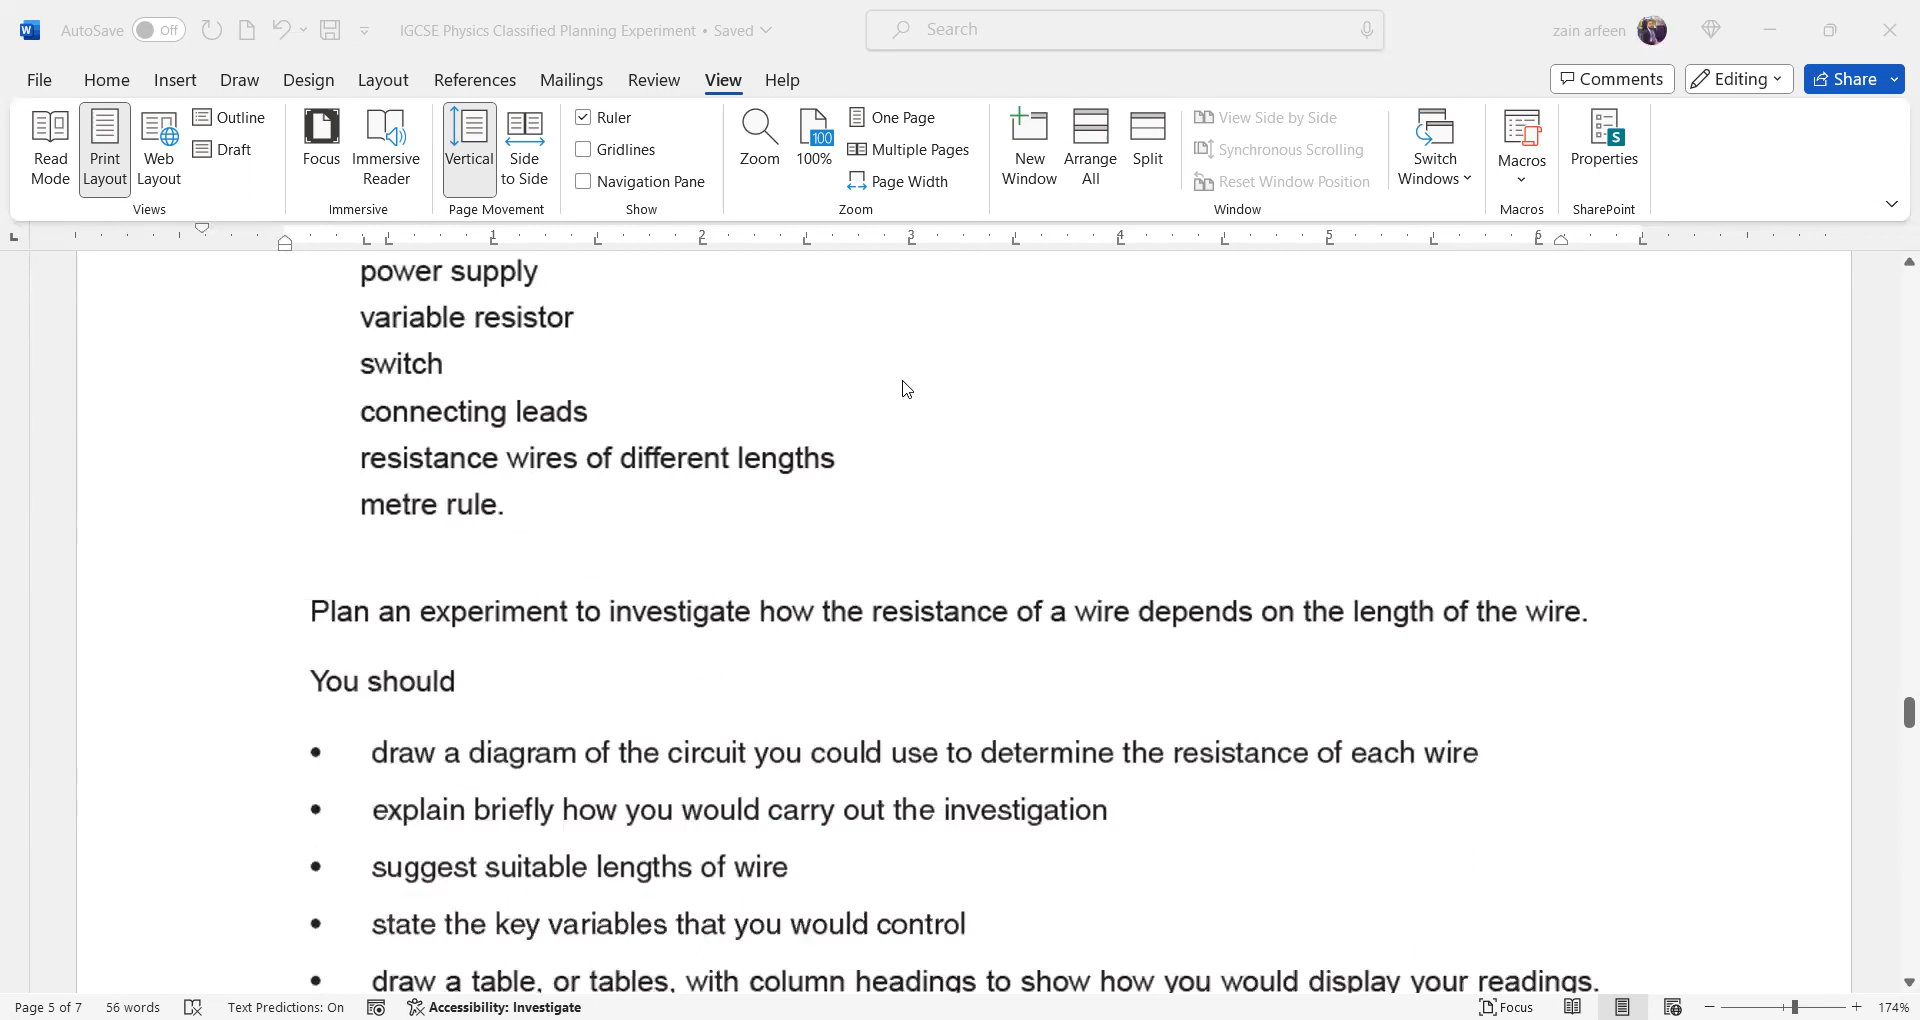 AutoSave Off IGCSE Physics Classified Planning Experiment • Saved Search zain arfeen
File Home Insert Draw Design Layout References Mailings Review View Help Comments Editing Share
Read Mode
Print Layout
Web Layout
Outline
Draft
Views
Focus
Immersive Reader
Immersive
Vertical
Side to Side
Page Movement
Ruler
Gridlines
Navigation Pane
Show
Zoom
100
100%
One Page
Multiple Pages
Page Width
Zoom
New Window
Arrange All
Split
View Side by Side
Synchronous Scrolling
Reset Window Position
Switch Windows
Window
Macros
Macros
S
Properties
SharePoint
1 2 3 4 5 6
power supply
variable resistor
switch
connecting leads
resistance wires of different lengths
metre rule.
Plan an experiment to investigate how the resistance of a wire depends on the length of the wire.
You should
• draw a diagram of the circuit you could use to determine the resistance of each wire
• explain briefly how you would carry out the investigation
• suggest suitable lengths of wire
• state the key variables that you would control
• draw a table, or tables, with column headings to show how you would display your readings.
Page 5 of 7 56 words Text Predictions: On Accessibility: Investigate Focus 174%